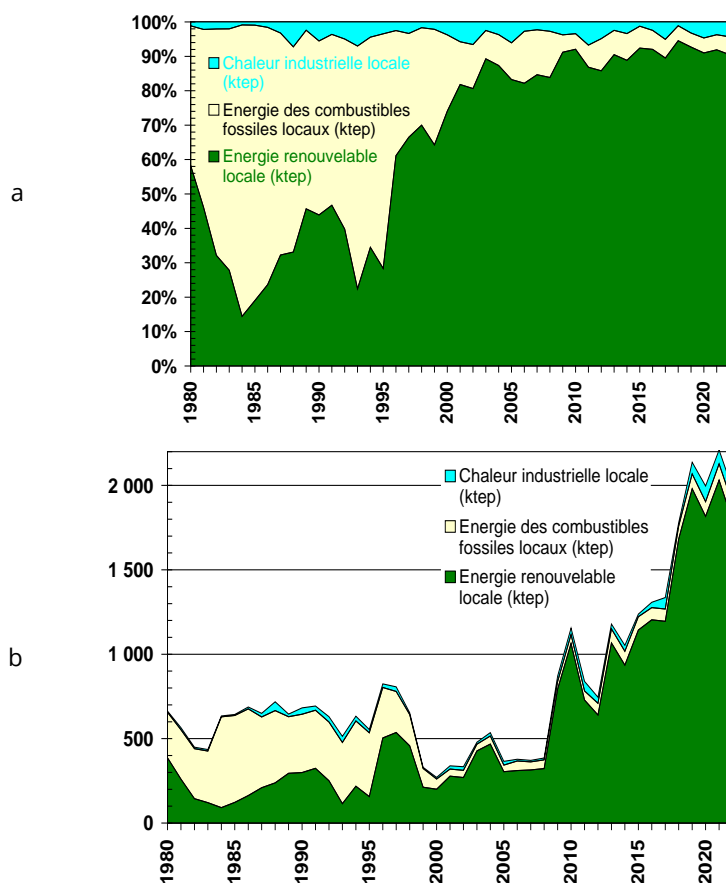 a
100%
90%
80%
70%
60%
50%
40%
30%
20%
10%
0%
Chaleur industrielle locale
(ktep)
Energie des combustibles
fossiles locaux (ktep)
Energie renouvelable
locale (ktep)
1980
1985
1990
1995
2000
2005
2010
2015
2020
b
2 000
1 500
1 000
500
0
Chaleur industrielle locale
(ktep)
Energie des combustibles
fossiles locaux (ktep)
Energie renouvelable
locale (ktep)
1980
1985
1990
1995
2000
2005
2010
2015
2020